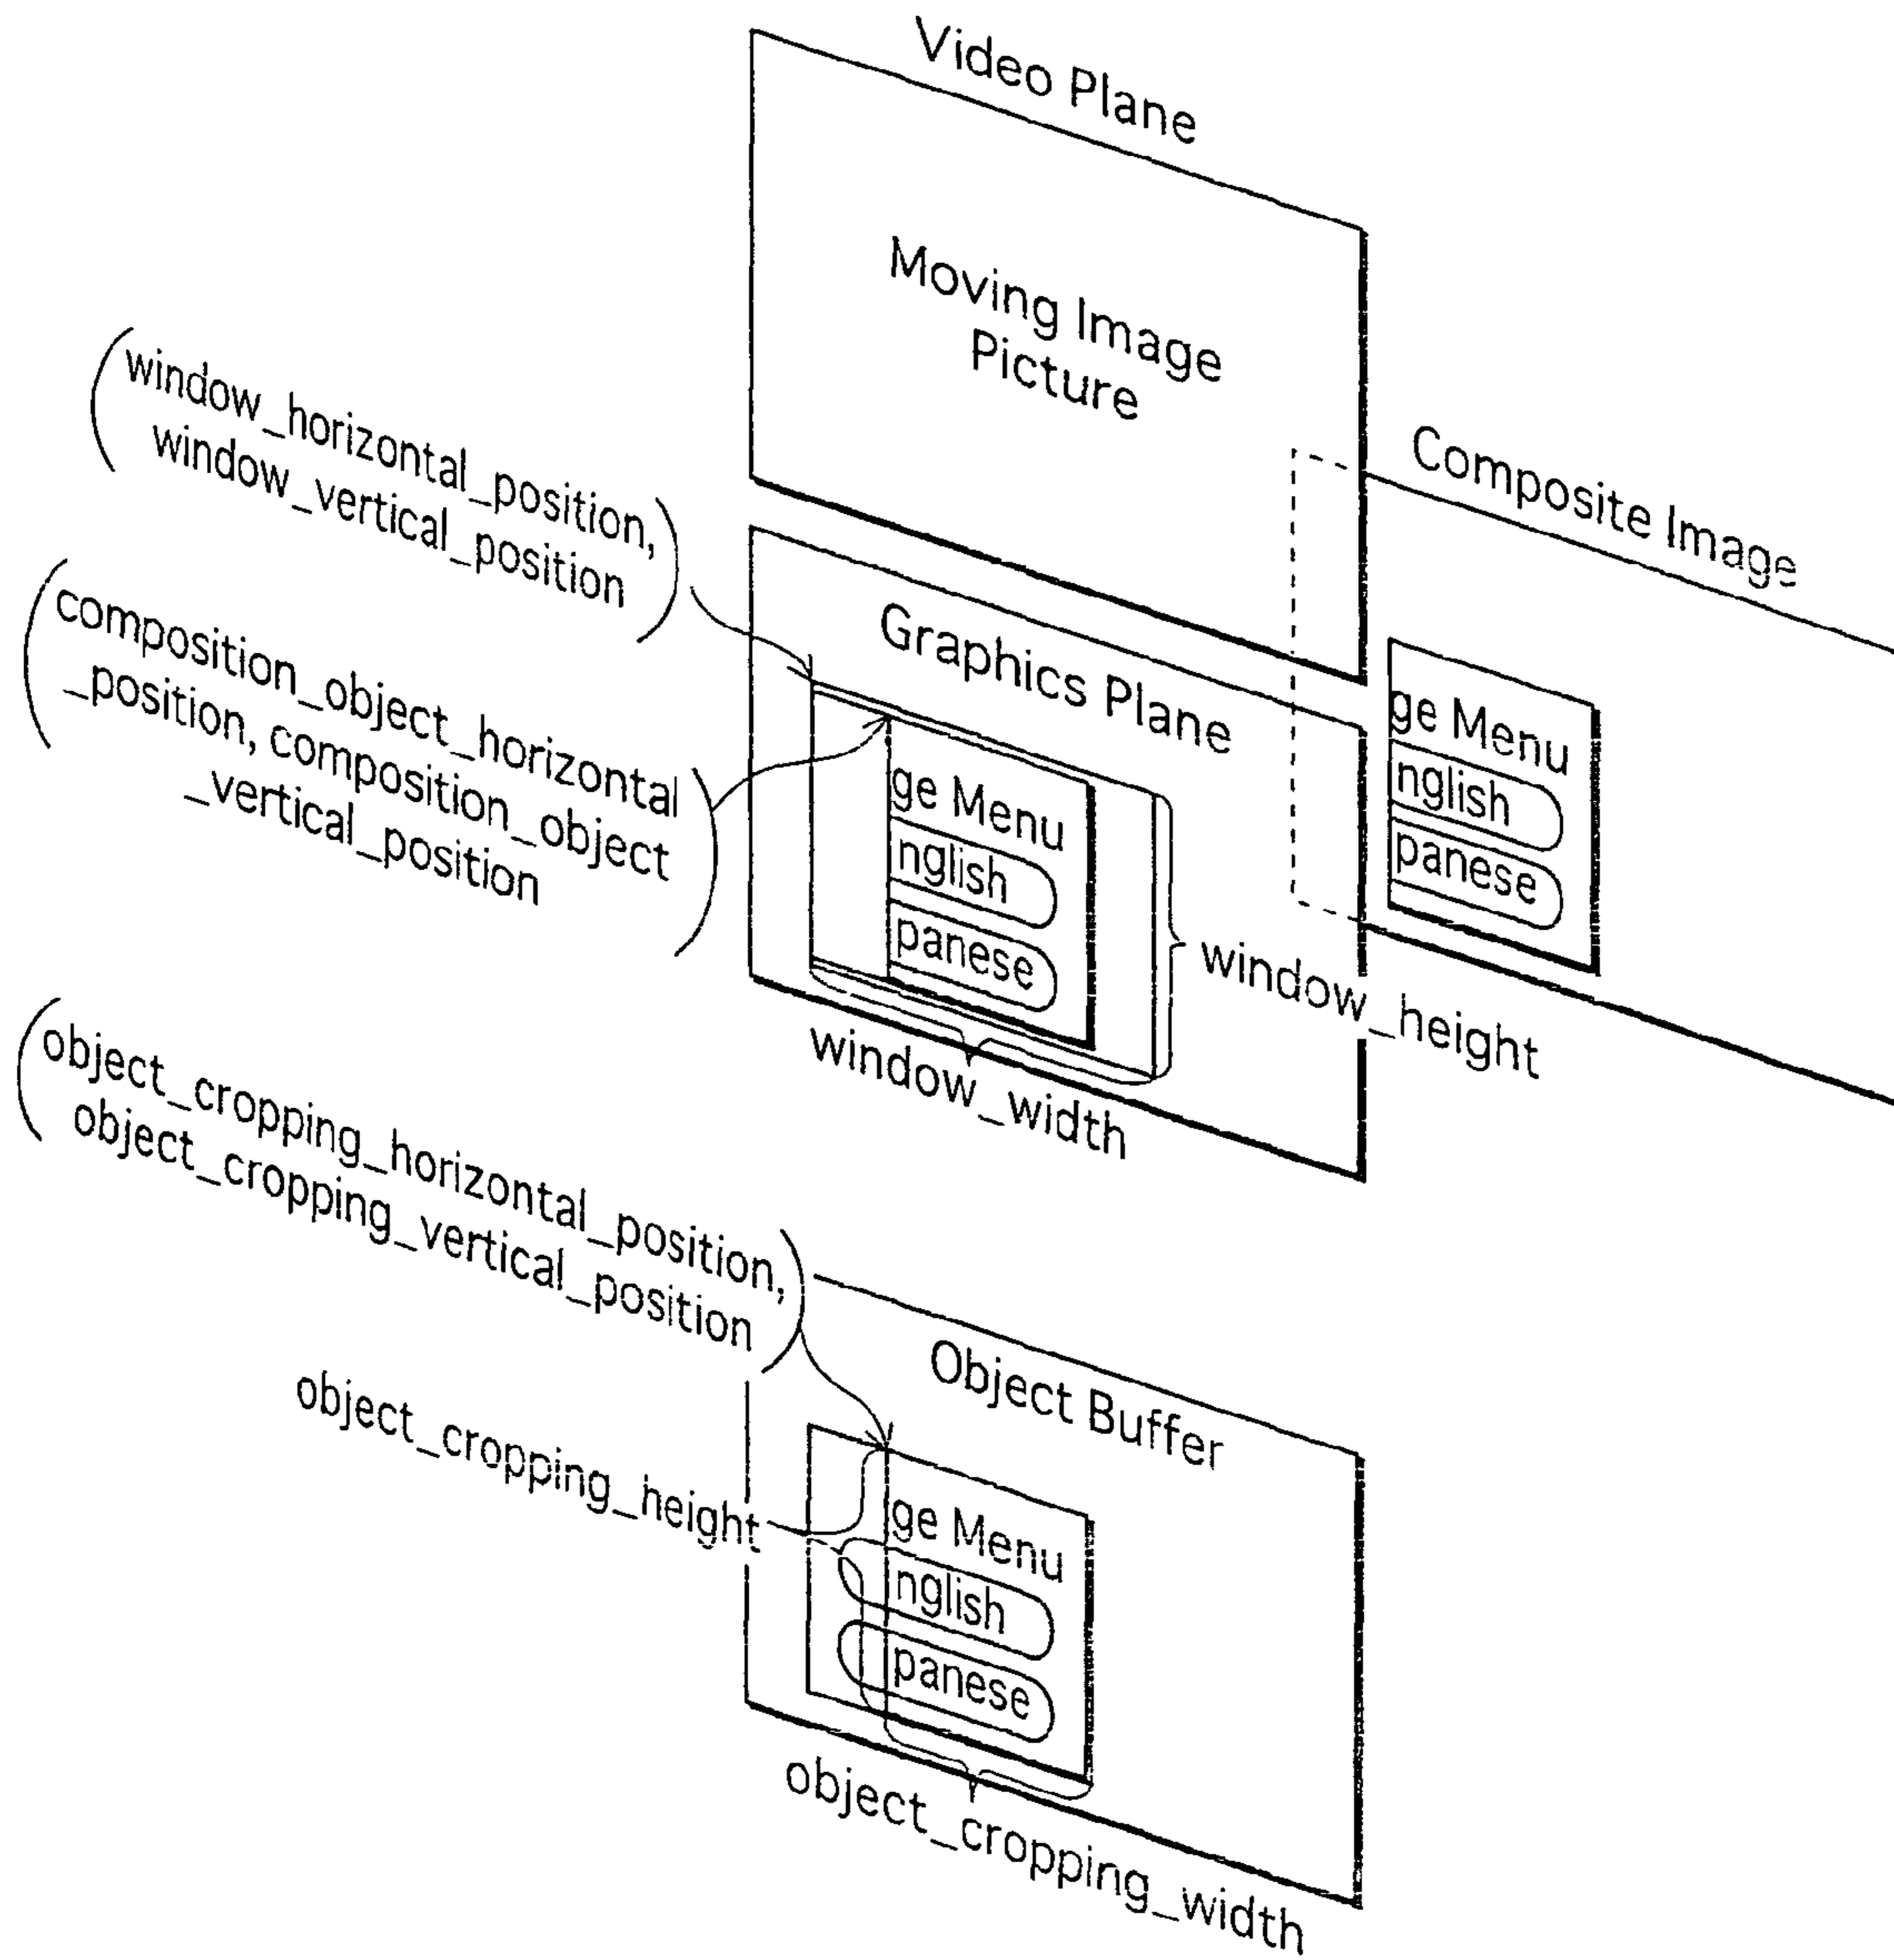 Video Plane
Moving Image
Picture
(window_horizontal_position,
window_vertical_position)
Composite Image
(composition_object_horizontal
_position, composition_object
_vertical_position)
Graphics Plane
ge Menu
nglish
panese
ge Menu
nglish
panese
window_height
window_width
(object_cropping_horizontal_position,
object_cropping_vertical_position)
Object Buffer
object_cropping_height
ge Menu
nglish
panese
object_cropping_width